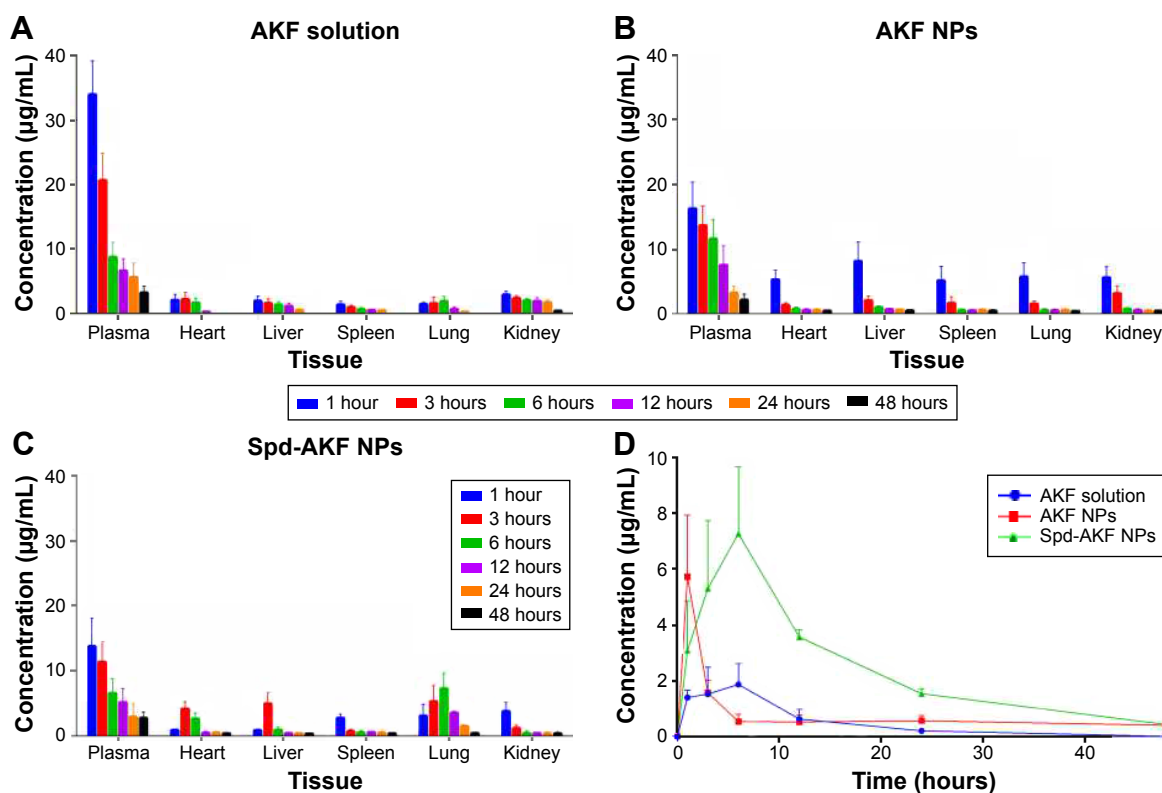 A
AKF solution
Concentration (µg/mL)
40
30
20
10
0
Plasma Heart Liver Spleen Lung Kidney
Tissue
B
AKF NPs
Concentration (µg/mL)
40
30
20
10
0
Plasma Heart Liver Spleen Lung Kidney
Tissue
1 hour 3 hours 6 hours 12 hours 24 hours 48 hours
C
Spd-AKF NPs
Concentration (µg/mL)
40
30
20
10
0
1 hour
3 hours
6 hours
12 hours
24 hours
48 hours
Plasma Heart Liver Spleen Lung Kidney
Tissue
D
Concentration (µg/mL)
10
8
6
4
2
0
AKF solution
AKF NPs
Spd-AKF NPs
0 20 30 40
Time (hours)